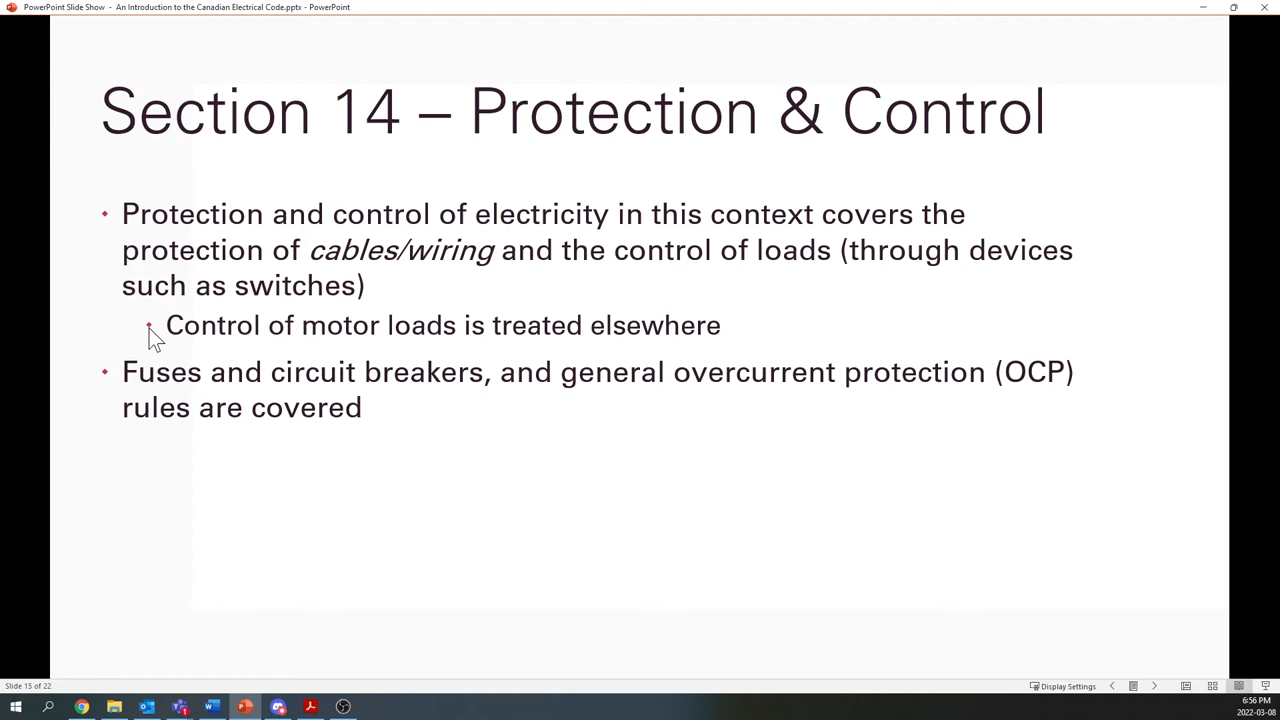 PowerPoint Slide Show - An Introduction to the Canadian Electrical Code.pptx - PowerPoint
Section 14 – Protection & Control
Protection and control of electricity in this context covers the
protection of cables/wiring and the control of loads (through devices
such as switches)
Control of motor loads is treated elsewhere
Fuses and circuit breakers, and general overcurrent protection (OCP)
rules are covered
Slide 15 of 22
Display Settings
6:56 PM
2022-03-08